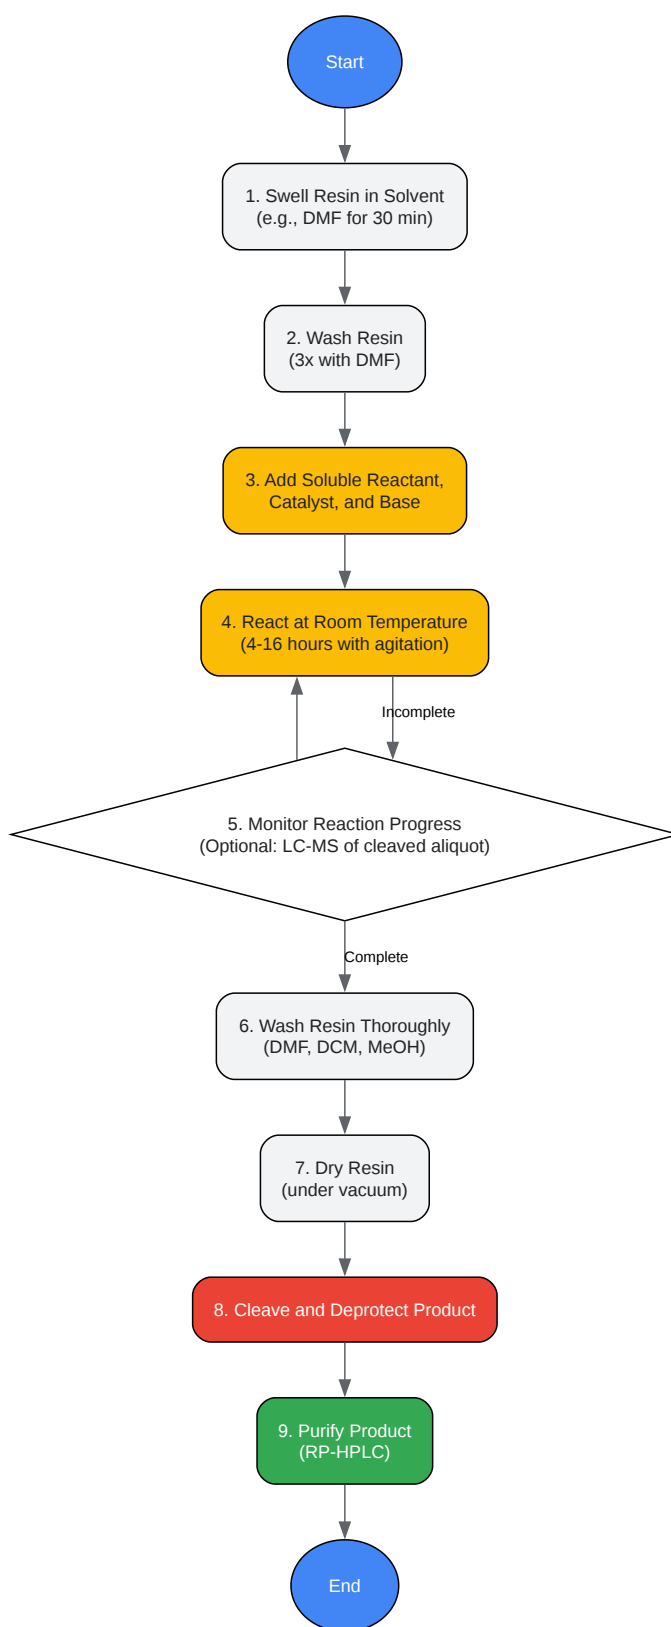 Start
1. Swell Resin in Solvent
(e.g., DMF for 30 min)
2. Wash Resin
(3x with DMF)
3. Add Soluble Reactant,
Catalyst, and Base
4. React at Room Temperature
(4-16 hours with agitation)
Incomplete
5. Monitor Reaction Progress
(Optional: LC-MS of cleaved aliquot)
Complete
6. Wash Resin Thoroughly
(DMF, DCM, MeOH)
7. Dry Resin
(under vacuum)
8. Cleave and Deprotect Product
9. Purify Product
(RP-HPLC)
End